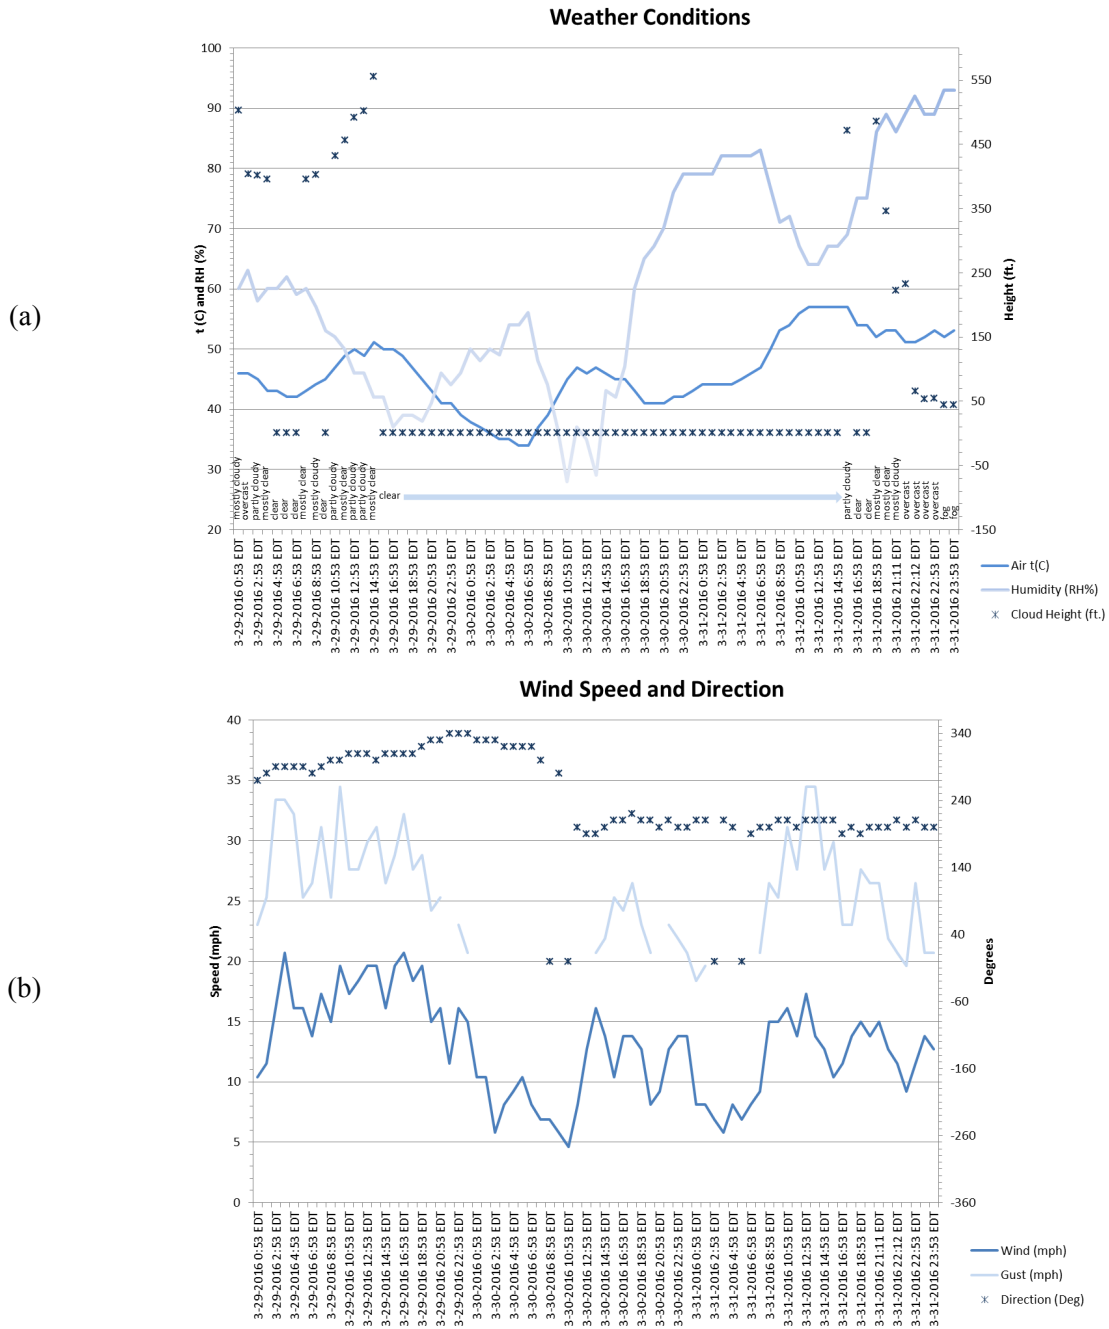 Weather Conditions
(a)
t (C) and RH (%)
100
90
80
70
60
50
40
30
20
550
450
350
250
150
50
-50
-150
Height (ft.)
mostly cloudy
overcast
partly cloudy
mostly clear
clear
clear
clear
mostly clear
mostly cloudy
clear
partly cloudy
mostly clear
partly cloudy
partly cloudy
mostly clear
clear
partly cloudy
clear
clear
mostly clear
mostly clear
mostly cloudy
overcast
overcast
overcast
overcast
fog
fog
3-29-2016 0:53 EDT
3-29-2016 2:53 EDT
3-29-2016 4:53 EDT
3-29-2016 6:53 EDT
3-29-2016 8:53 EDT
3-29-2016 10:53 EDT
3-29-2016 12:53 EDT
3-29-2016 14:53 EDT
3-29-2016 16:53 EDT
3-29-2016 18:53 EDT
3-29-2016 20:53 EDT
3-29-2016 22:53 EDT
3-30-2016 0:53 EDT
3-30-2016 2:53 EDT
3-30-2016 4:53 EDT
3-30-2016 6:53 EDT
3-30-2016 8:53 EDT
3-30-2016 10:53 EDT
3-30-2016 12:53 EDT
3-30-2016 14:53 EDT
3-30-2016 16:53 EDT
3-30-2016 18:53 EDT
3-30-2016 20:53 EDT
3-30-2016 22:53 EDT
3-31-2016 0:53 EDT
3-31-2016 2:53 EDT
3-31-2016 4:53 EDT
3-31-2016 6:53 EDT
3-31-2016 8:53 EDT
3-31-2016 10:53 EDT
3-31-2016 12:53 EDT
3-31-2016 14:53 EDT
3-31-2016 16:53 EDT
3-31-2016 18:53 EDT
3-31-2016 21:11 EDT
3-31-2016 22:12 EDT
3-31-2016 22:53 EDT
3-31-2016 23:53 EDT
Air t(C)
Humidity (RH%)
Cloud Height (ft.)
Wind Speed and Direction
(b)
Speed (mph)
40
35
30
25
20
15
10
5
0
340
240
140
40
-60
-160
-260
-360
Degrees
3-29-2016 0:53 EDT
3-29-2016 2:53 EDT
3-29-2016 4:53 EDT
3-29-2016 6:53 EDT
3-29-2016 8:53 EDT
3-29-2016 10:53 EDT
3-29-2016 12:53 EDT
3-29-2016 14:53 EDT
3-29-2016 16:53 EDT
3-29-2016 18:53 EDT
3-29-2016 20:53 EDT
3-29-2016 22:53 EDT
3-30-2016 0:53 EDT
3-30-2016 2:53 EDT
3-30-2016 4:53 EDT
3-30-2016 6:53 EDT
3-30-2016 8:53 EDT
3-30-2016 10:53 EDT
3-30-2016 12:53 EDT
3-30-2016 14:53 EDT
3-30-2016 16:53 EDT
3-30-2016 18:53 EDT
3-30-2016 20:53 EDT
3-30-2016 22:53 EDT
3-31-2016 0:53 EDT
3-31-2016 2:53 EDT
3-31-2016 4:53 EDT
3-31-2016 6:53 EDT
3-31-2016 8:53 EDT
3-31-2016 10:53 EDT
3-31-2016 12:53 EDT
3-31-2016 14:53 EDT
3-31-2016 16:53 EDT
3-31-2016 18:53 EDT
3-31-2016 21:11 EDT
3-31-2016 22:12 EDT
3-31-2016 22:53 EDT
3-31-2016 23:53 EDT
Wind (mph)
Gust (mph)
Direction (Deg)